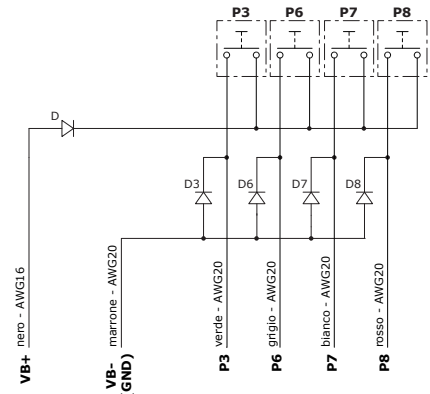 P3 P6 P7 P8
D
D3 D6 D7 D8
nero - AWG16
marrone - AWG20
verde - AWG20
grigio - AWG20
bianco - AWG20
rosso - AWG20
VB+
VB-
(GND)
P3
P6
P7
P8